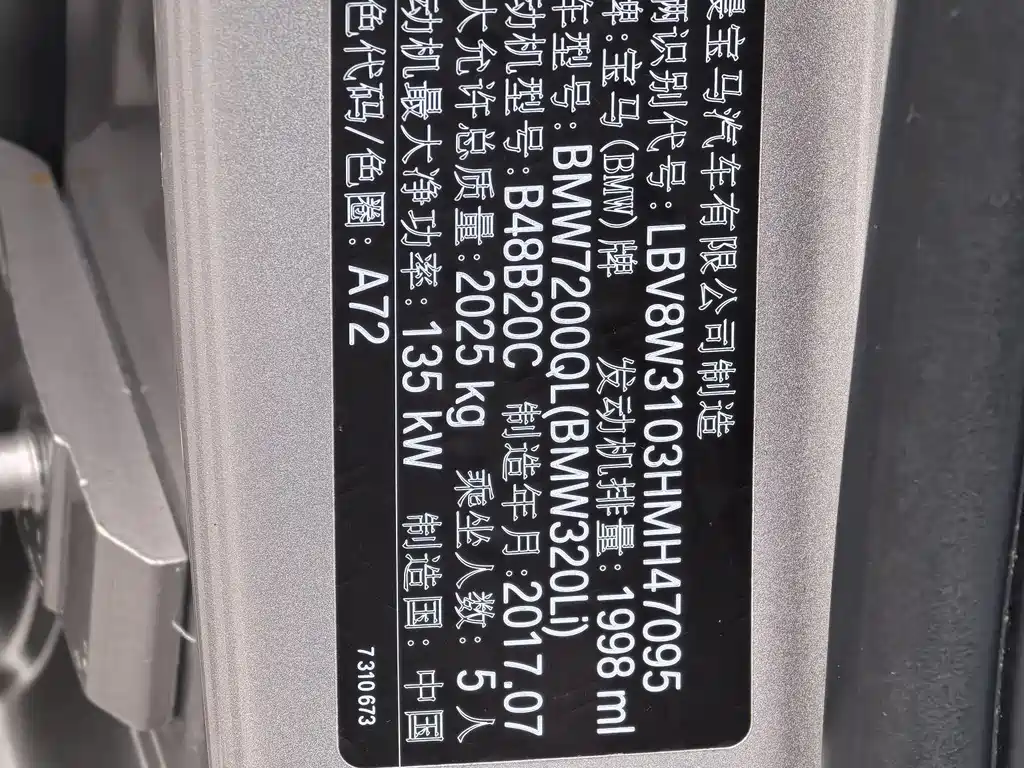 宝马汽车有限公司制造
识别代号: LBV8W3103HMH47095
牌: 宝马(BMW)牌 发动机排量: 1998 ml
车型号: BMW7200QL(BMW320Li)
动机型号: B48B20C 制造年月: 2017.07
大允许总质量: 2025 kg 乘坐人数: 5 人
动机最大净功率: 135 kW 制造国: 中国
色代码/色圈: A72 7310673